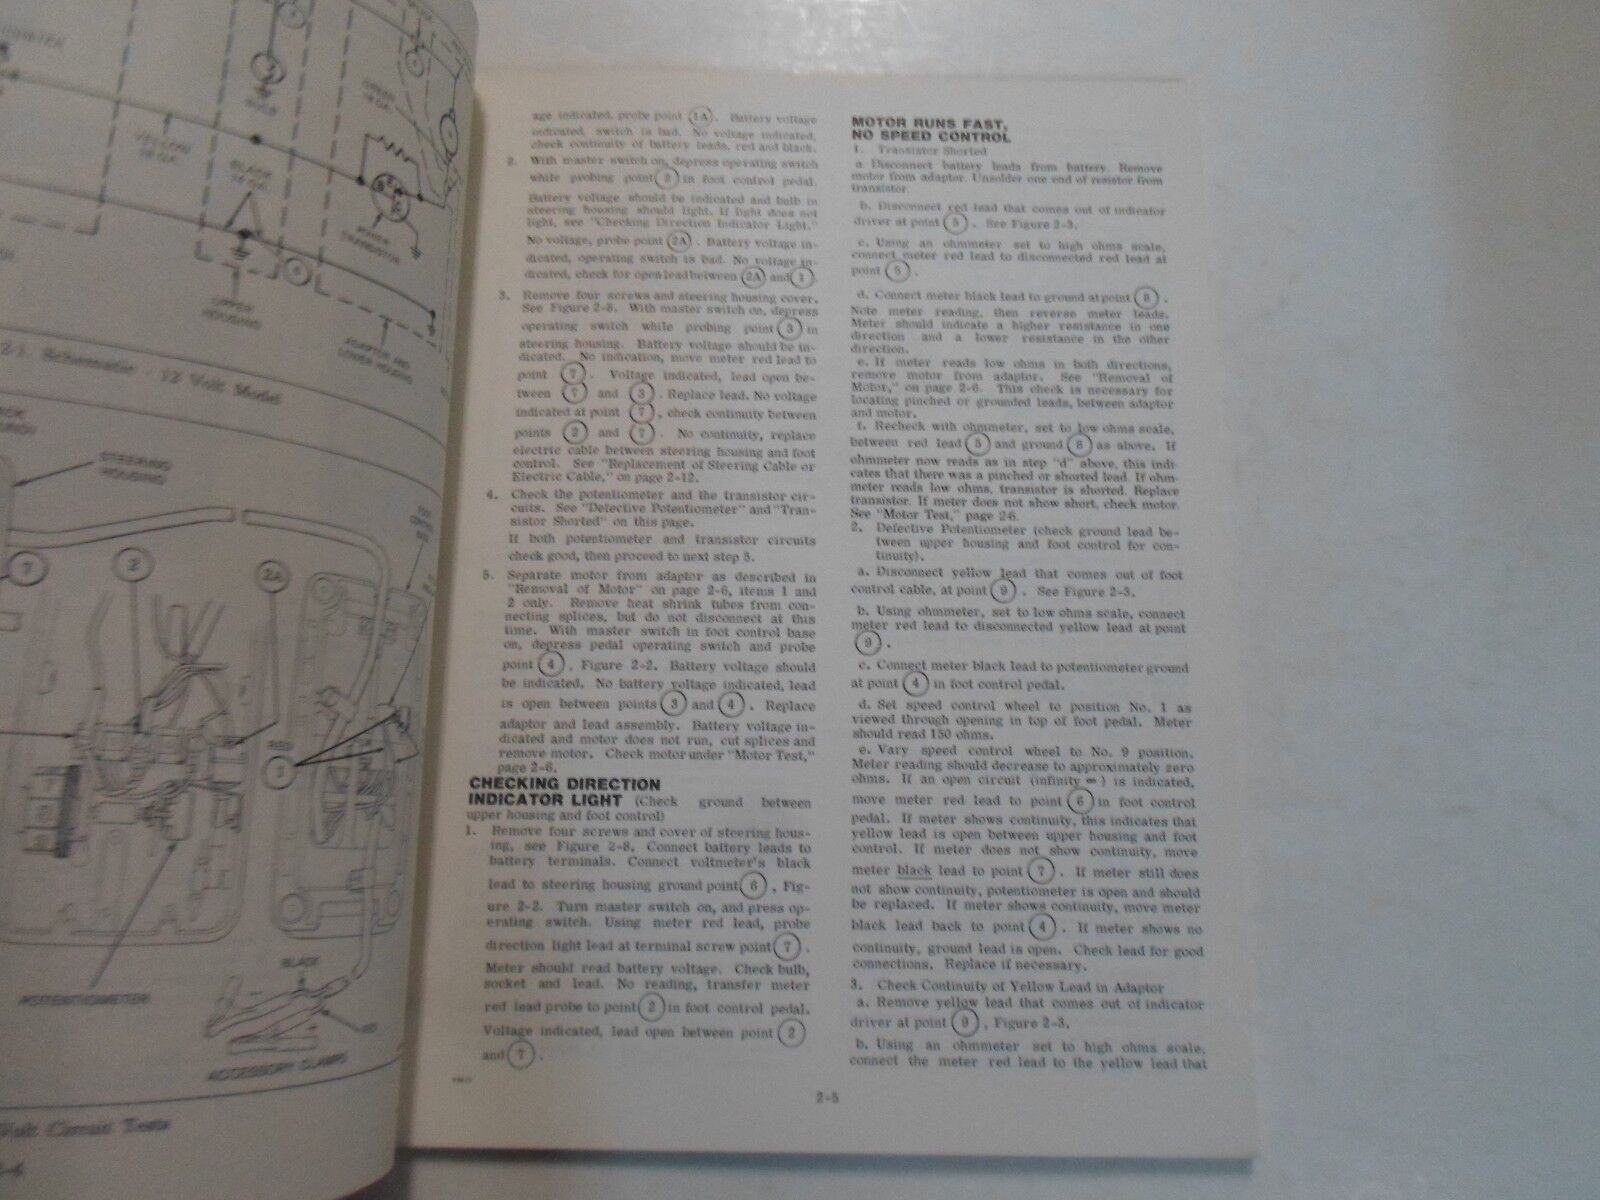 BULB
YELLOW
18 GA.
BLACK
18 GA.
GREEN
18 GA.
POWER
TRANSISTOR
UPPER
HOUSING
ADAPTOR AND
LOWER HOUSING
2-1. Schematic - 12 Volt Model
STEERING
HOUSING
FOOT
CONTROL
7
2
2A
RED
1
POTENTIOMETER
BLACK
ACCESSORY CLAMPS
Volt Circuit Tests
age indicated, probe point (1A). Battery voltage
indicated, switch is bad. No voltage indicated,
check continuity of battery leads, red and black.
2. With master switch on, depress operating switch
while probing point (2) in foot control pedal.
Battery voltage should be indicated and bulb in
steering housing should light. If light does not
light, see "Checking Direction Indicator Light."
No voltage, probe point (2A). Battery voltage in-
dicated, operating switch is bad. No voltage in-
dicated, check for open lead between (2A) and (1).
3. Remove four screws and steering housing cover.
See Figure 2-8. With master switch on, depress
operating switch while probing point (3) in
steering housing. Battery voltage should be in-
dicated. No indication, move meter red lead to
point (7). Voltage indicated, lead open be-
tween (7) and (3). Replace lead. No voltage
indicated at point (7), check continuity between
points (2) and (7). No continuity, replace
electric cable between steering housing and foot
control. See "Replacement of Steering Cable or
Electric Cable," on page 2-12.
4. Check the potentiometer and the transistor cir-
cuits. See "Defective Potentiometer" and "Tran-
sistor Shorted" on this page.
If both potentiometer and transistor circuits
check good, then proceed to next step 5.
5. Separate motor from adaptor as described in
"Removal of Motor" on page 2-6, items 1 and
2 only. Remove heat shrink tubes from con-
necting splices, but do not disconnect at this
time. With master switch in foot control base
on, depress pedal operating switch and probe
point (4), Figure 2-2. Battery voltage should
be indicated. No battery voltage indicated, lead
is open between points (3) and (4). Replace
adaptor and lead assembly. Battery voltage in-
dicated and motor does not run, cut splices and
remove motor. Check motor under "Motor Test,"
page 2-6.
CHECKING DIRECTION
INDICATOR LIGHT (Check ground between
upper housing and foot control)
1. Remove four screws and cover of steering hous-
ing, see Figure 2-8. Connect battery leads to
battery terminals. Connect voltmeter's black
lead to steering housing ground point (6), Fig-
ure 2-2. Turn master switch on, and press op-
erating switch. Using meter red lead, probe
direction light lead at terminal screw point (7).
Meter should read battery voltage. Check bulb,
socket and lead. No reading, transfer meter
red lead probe to point (2) in foot control pedal.
Voltage indicated, lead open between point (2)
and (7).
MOTOR RUNS FAST,
NO SPEED CONTROL
1. Transistor Shorted
a. Disconnect battery leads from battery. Remove
motor from adaptor. Unsolder one end of resistor from
transistor.
b. Disconnect red lead that comes out of indicator
driver at point (5). See Figure 2-3.
c. Using an ohmmeter set to high ohms scale,
connect meter red lead to disconnected red lead at
point (5).
d. Connect meter black lead to ground at point (8).
Note meter reading, then reverse meter leads.
Meter should indicate a higher resistance in one
direction and a lower resistance in the other
direction.
e. If meter reads low ohms in both directions,
remove motor from adaptor. See "Removal of
Motor," on page 2-6. This check is necessary for
locating pinched or grounded leads, between adaptor
and motor.
f. Recheck with ohmmeter, set to low ohms scale,
between red lead (5) and ground (8) as above. If
ohmmeter now reads as in step "d" above, this indi-
cates that there was a pinched or shorted lead. If ohm-
meter reads low ohms, transistor is shorted. Replace
transistor. If meter does not show short, check motor.
See "Motor Test," page 2-6.
2. Defective Potentiometer (check ground lead be-
tween upper housing and foot control for con-
tinuity).
a. Disconnect yellow lead that comes out of foot
control cable, at point (9). See Figure 2-3.
b. Using ohmmeter, set to low ohms scale, connect
meter red lead to disconnected yellow lead at point
(9).
c. Connect meter black lead to potentiometer ground
at point (4) in foot control pedal.
d. Set speed control wheel to position No. 1 as
viewed through opening in top of foot pedal. Meter
should read 150 ohms.
e. Vary speed control wheel to No. 9 position.
Meter reading should decrease to approximately zero
ohms. If an open circuit (infinity ∞) is indicated,
move meter red lead to point (6) in foot control
pedal. If meter shows continuity, this indicates that
yellow lead is open between upper housing and foot
control. If meter does not show continuity, move
meter black lead to point (7). If meter still does
not show continuity, potentiometer is open and should
be replaced. If meter shows continuity, move meter
black lead back to point (4). If meter shows no
continuity, ground lead is open. Check lead for good
connections. Replace if necessary.
3. Check Continuity of Yellow Lead in Adaptor
a. Remove yellow lead that comes out of indicator
driver at point (9), Figure 2-3.
b. Using an ohmmeter set to high ohms scale,
connect the meter red lead to the yellow lead that
2-5